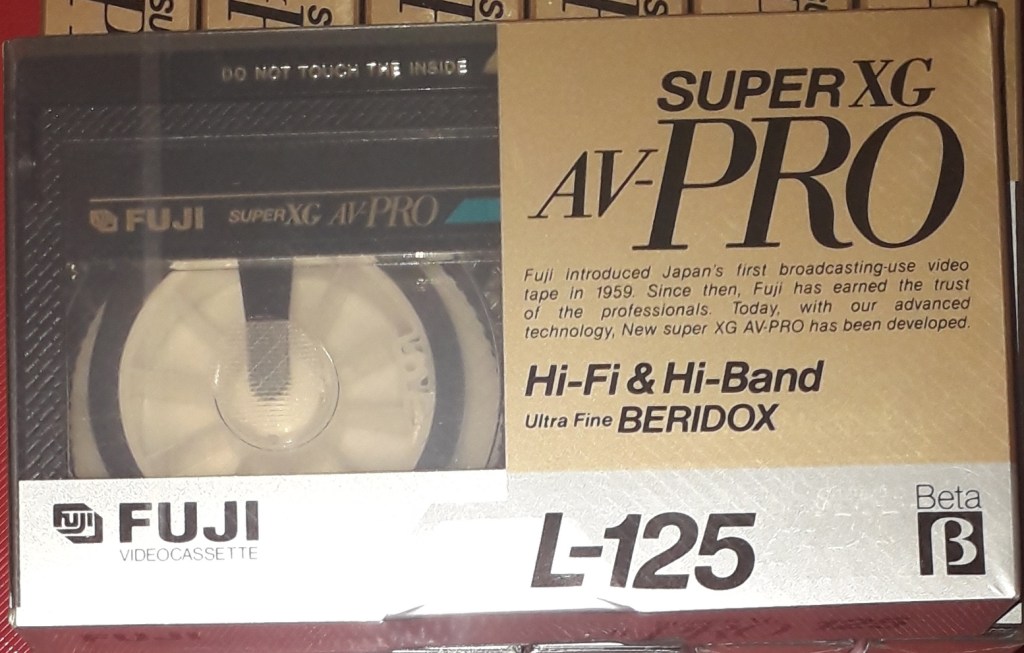 DO NOT TOUCH THE INSIDE
FUJI SUPER XG AV-PRO
SUPER XG
AV-PRO
Fuji introduced Japan's first broadcasting-use video
tape in 1959. Since then, Fuji has earned the trust
of the professionals. Today, with our advanced
technology, New super XG AV-PRO has been developed.
Hi-Fi & Hi-Band
Ultra Fine BERIDOX
FUJI
FUJI
VIDEOCASSETTE
L-125
Beta
β
FUJI